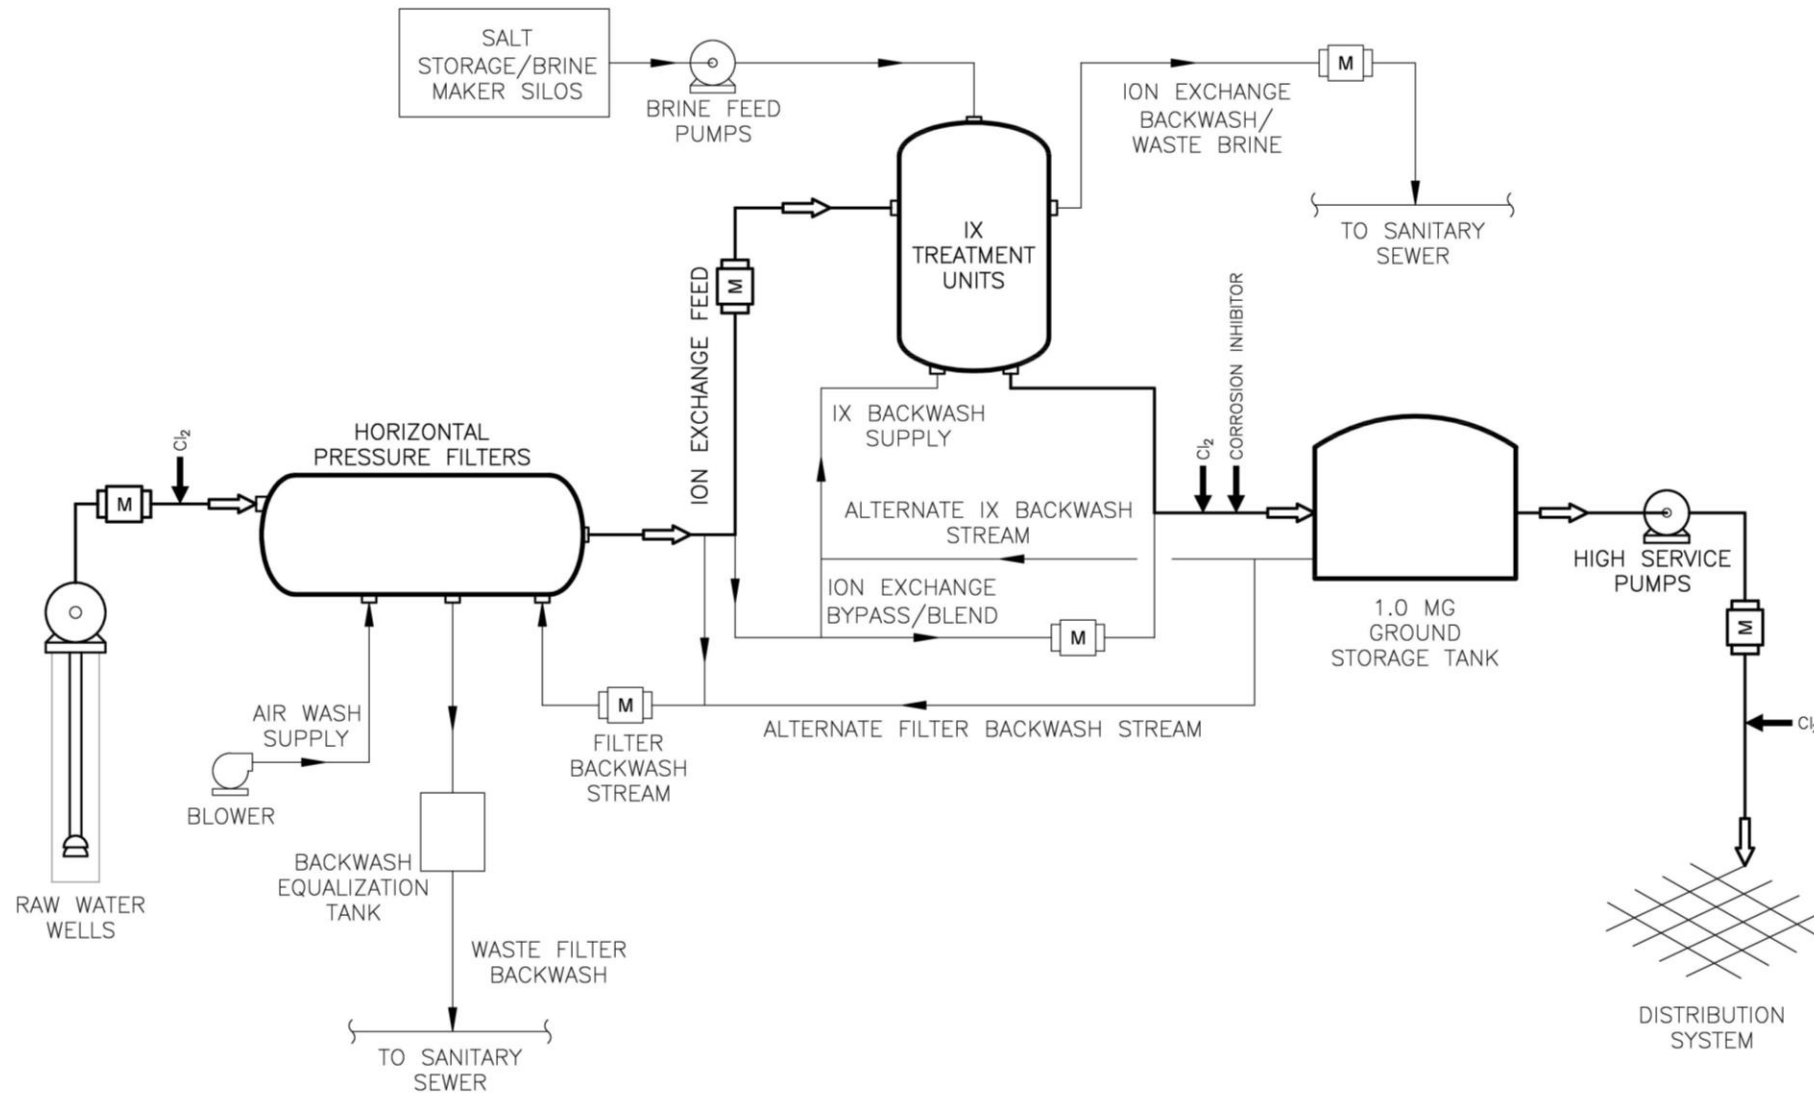 SALT
STORAGE/BRINE
MAKER SILOS
BRINE FEED
PUMPS
ION EXCHANGE
BACKWASH/
WASTE BRINE
M
TO SANITARY
SEWER
IX
TREATMENT
UNITS
ION EXCHANGE FEED
M
IX BACKWASH
SUPPLY
Cl₂
CORROSION INHIBITOR
HORIZONTAL
PRESSURE FILTERS
Cl₂
M
ALTERNATE IX BACKWASH
STREAM
ION EXCHANGE
BYPASS/BLEND
M
HIGH SERVICE
PUMPS
1.0 MG
GROUND
STORAGE TANK
M
Cl₂
AIR WASH
SUPPLY
BLOWER
M
FILTER
BACKWASH
STREAM
ALTERNATE FILTER BACKWASH STREAM
BACKWASH
EQUALIZATION
TANK
RAW WATER
WELLS
WASTE FILTER
BACKWASH
TO SANITARY
SEWER
DISTRIBUTION
SYSTEM